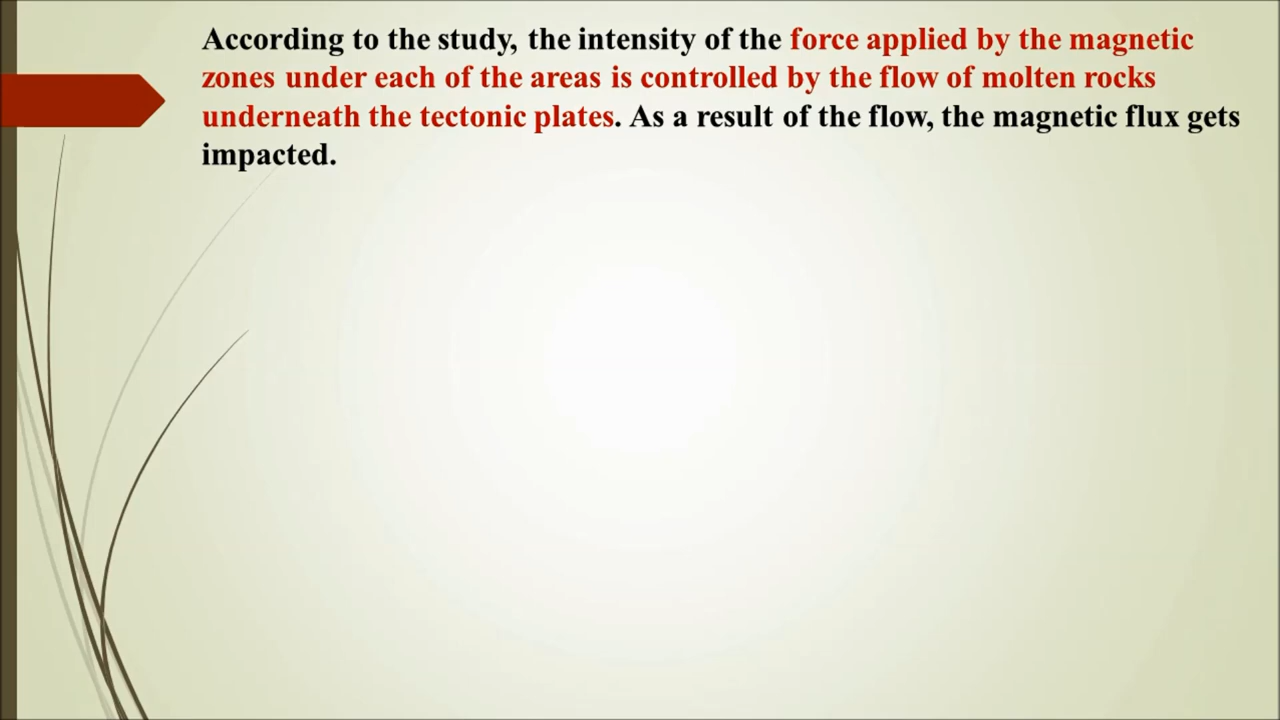 According to the study, the intensity of the force applied by the magnetic
zones under each of the areas is controlled by the flow of molten rocks
underneath the tectonic plates. As a result of the flow, the magnetic flux gets
impacted.